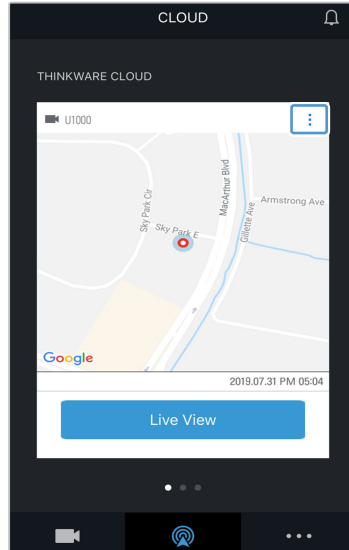 CLOUD
THINKWARE CLOUD
U1000
Sky Park Cir
MacArthur Blvd
Armstrong Ave
Gillette Ave
Sky Park E
Google
2019.07.31 PM 05:04
Live View